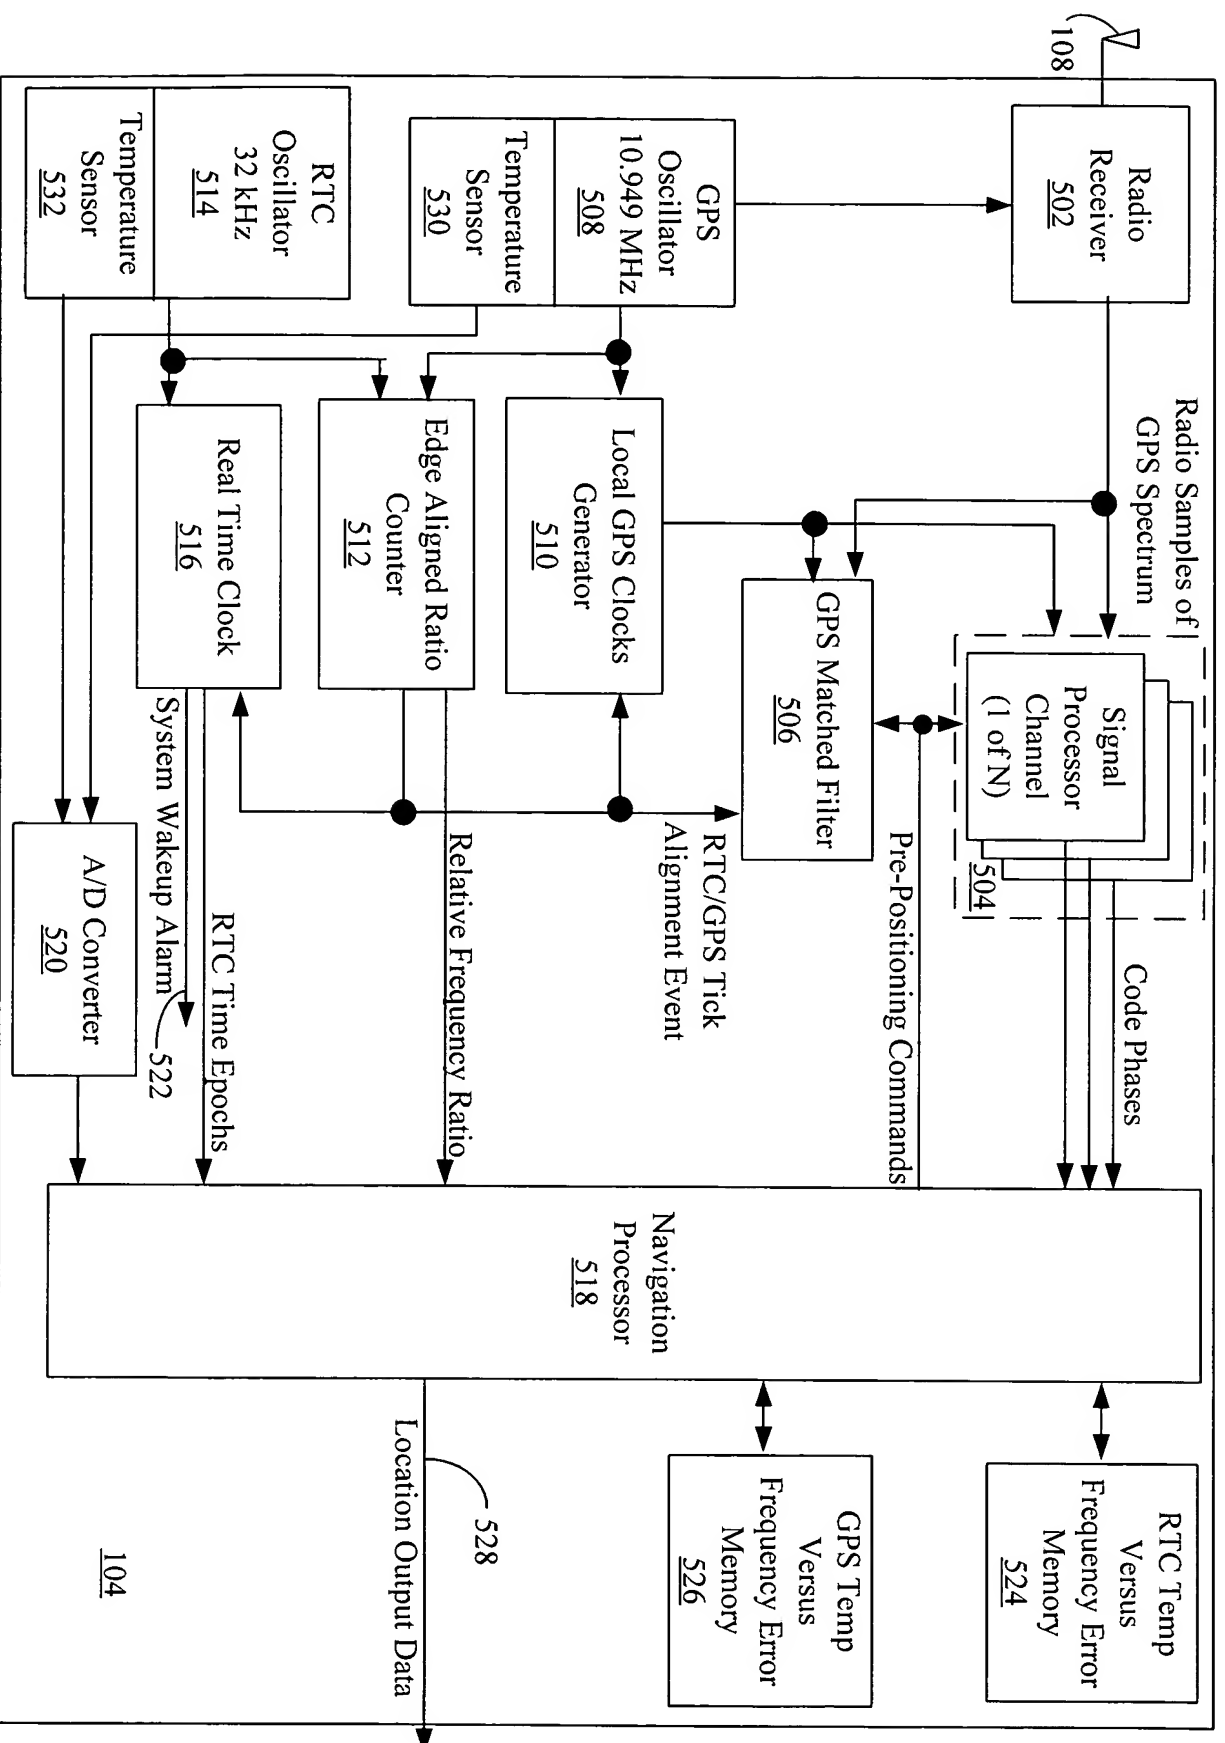 108
Radio
Receiver
502
Radio Samples of
GPS Spectrum
Signal
Processor
Channel
(1 of N)
504
Code Phases
RTC Temp
Versus
Frequency Error
Memory
524
GPS
Oscillator
10.949 MHz
508
Temperature
Sensor
530
GPS Matched Filter
506
Pre-Positioning Commands
GPS Temp
Versus
Frequency Error
Memory
526
Local GPS Clocks
Generator
510
RTC/GPS Tick
Alignment Event
Navigation
Processor
518
Edge Aligned Ratio
Counter
512
Relative Frequency Ratio
528
Location Output Data
RTC
Oscillator
32 kHz
514
Temperature
Sensor
532
Real Time Clock
516
RTC Time Epochs
System Wakeup Alarm
522
A/D Converter
520
104